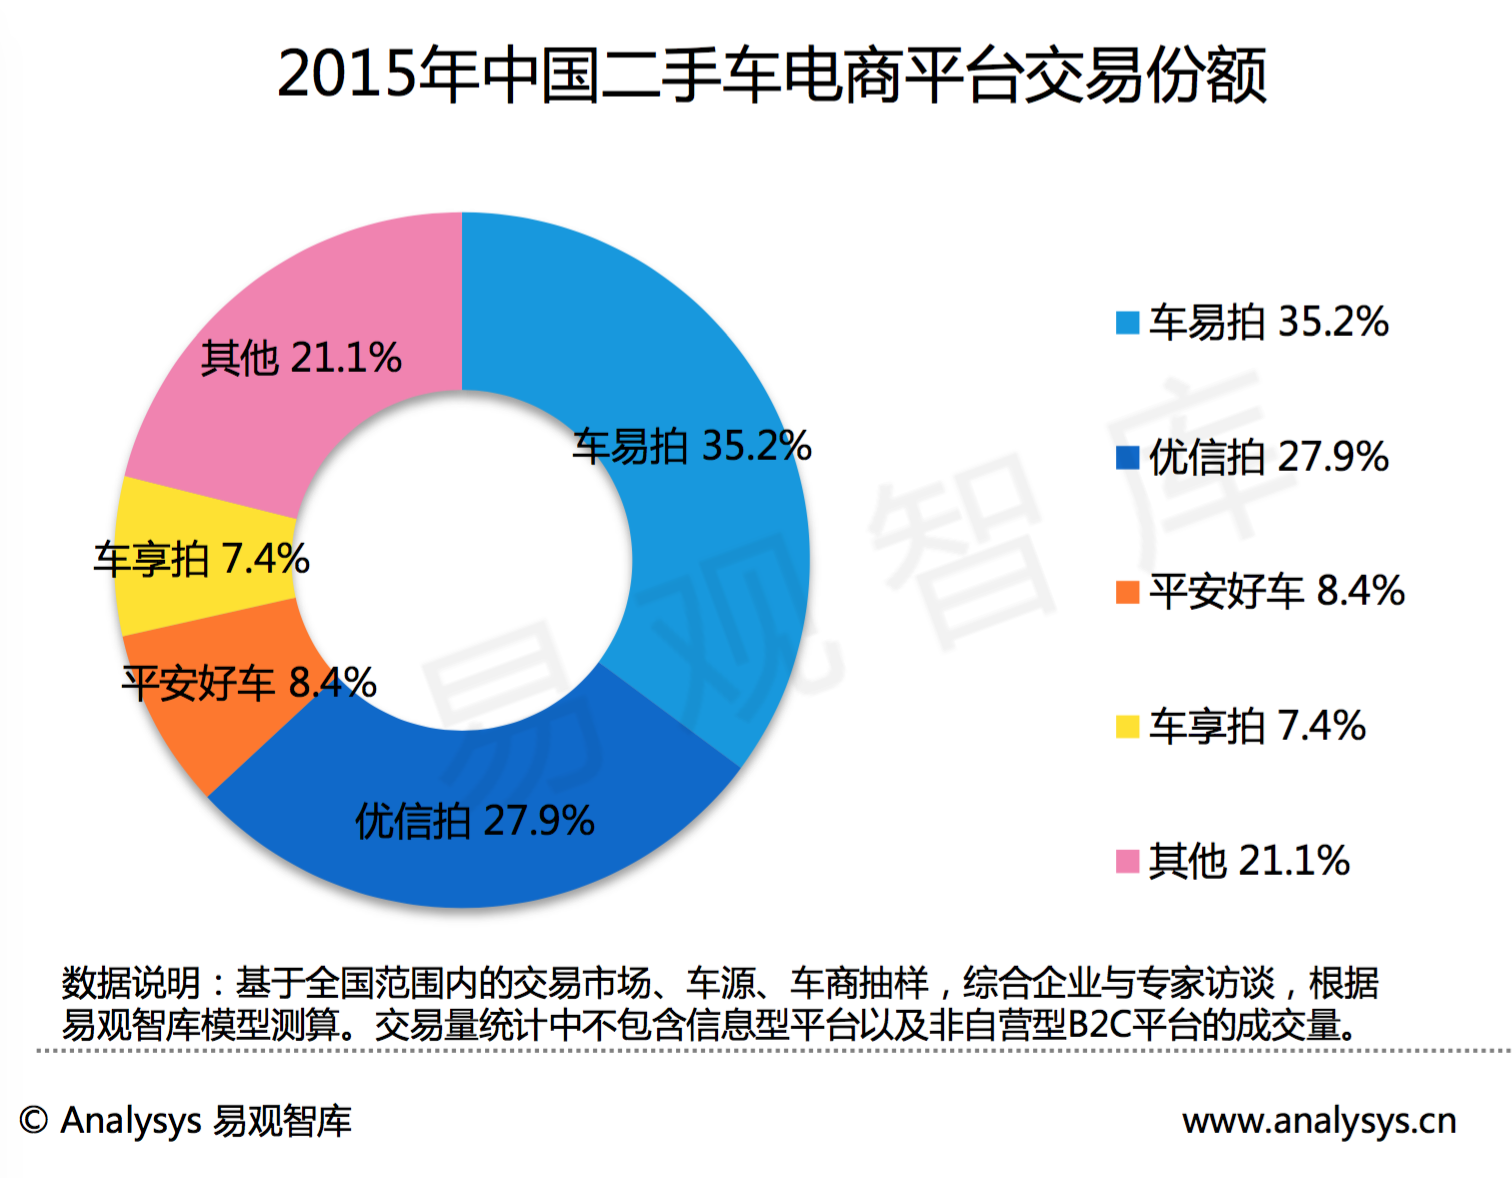 2015年中国二手车电商平台交易份额
其他 21.1%
车易拍 35.2%
车享拍 7.4%
平安好车 8.4%
优信拍 27.9%
车易拍 35.2%
优信拍 27.9%
平安好车 8.4%
车享拍 7.4%
其他 21.1%
易观智库
数据说明：基于全国范围内的交易市场、车源、车商抽样，综合企业与专家访谈，根据
易观智库模型测算。交易量统计中不包含信息型平台以及非自营型B2C平台的成交量。
© Analysys 易观智库
www.analysys.cn